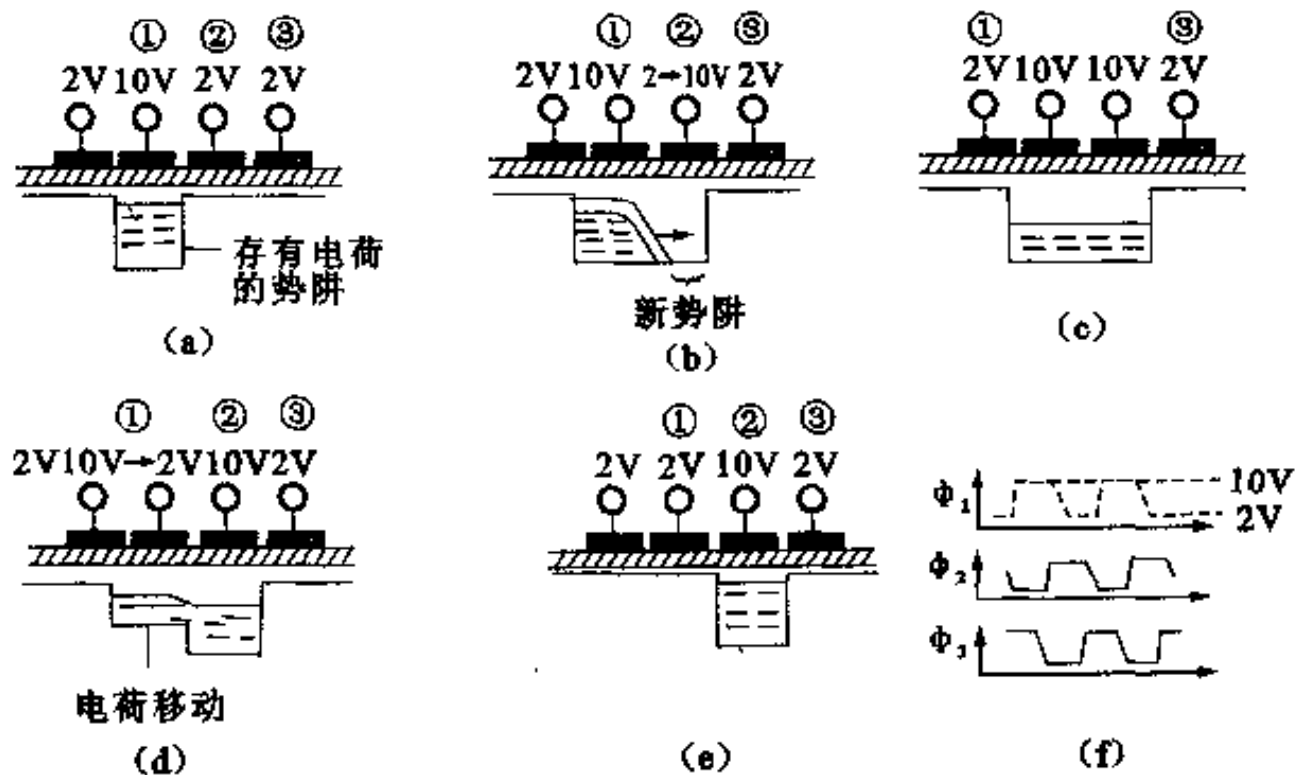 ① ② ③
2V 10V 2V 2V
存有电荷
的势阱
(a)
① ② ③
2V 10V 2→10V 2V
新势阱
(b)
① ③
2V 10V 10V 2V
(c)
① ② ③
2V 10V→2V 10V 2V
电荷移动
(d)
① ② ③
2V 2V 10V 2V
(e)
Φ₁ 10V
2V
Φ₂
Φ₃
(f)